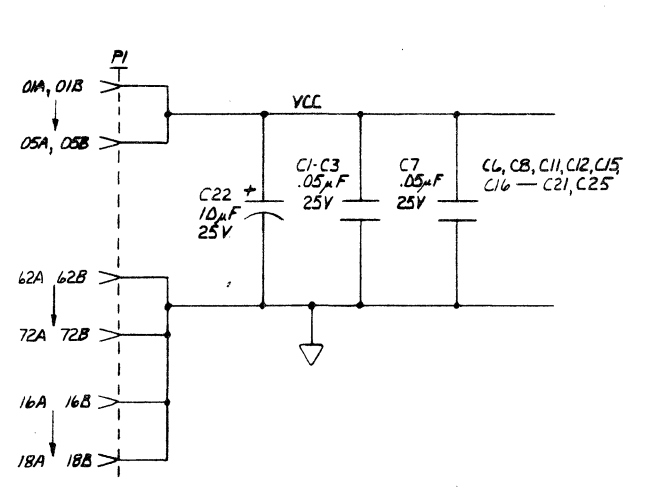 P1
01A, 01B
05A, 05B
VCC
C22 +
10µF
25V
C1-C3
.05µF
25V
C7
.05µF
25V
C6, C8, C11, C12, C15,
C16 — C21, C25
62A 62B
72A 72B
16A 16B
18A 18B